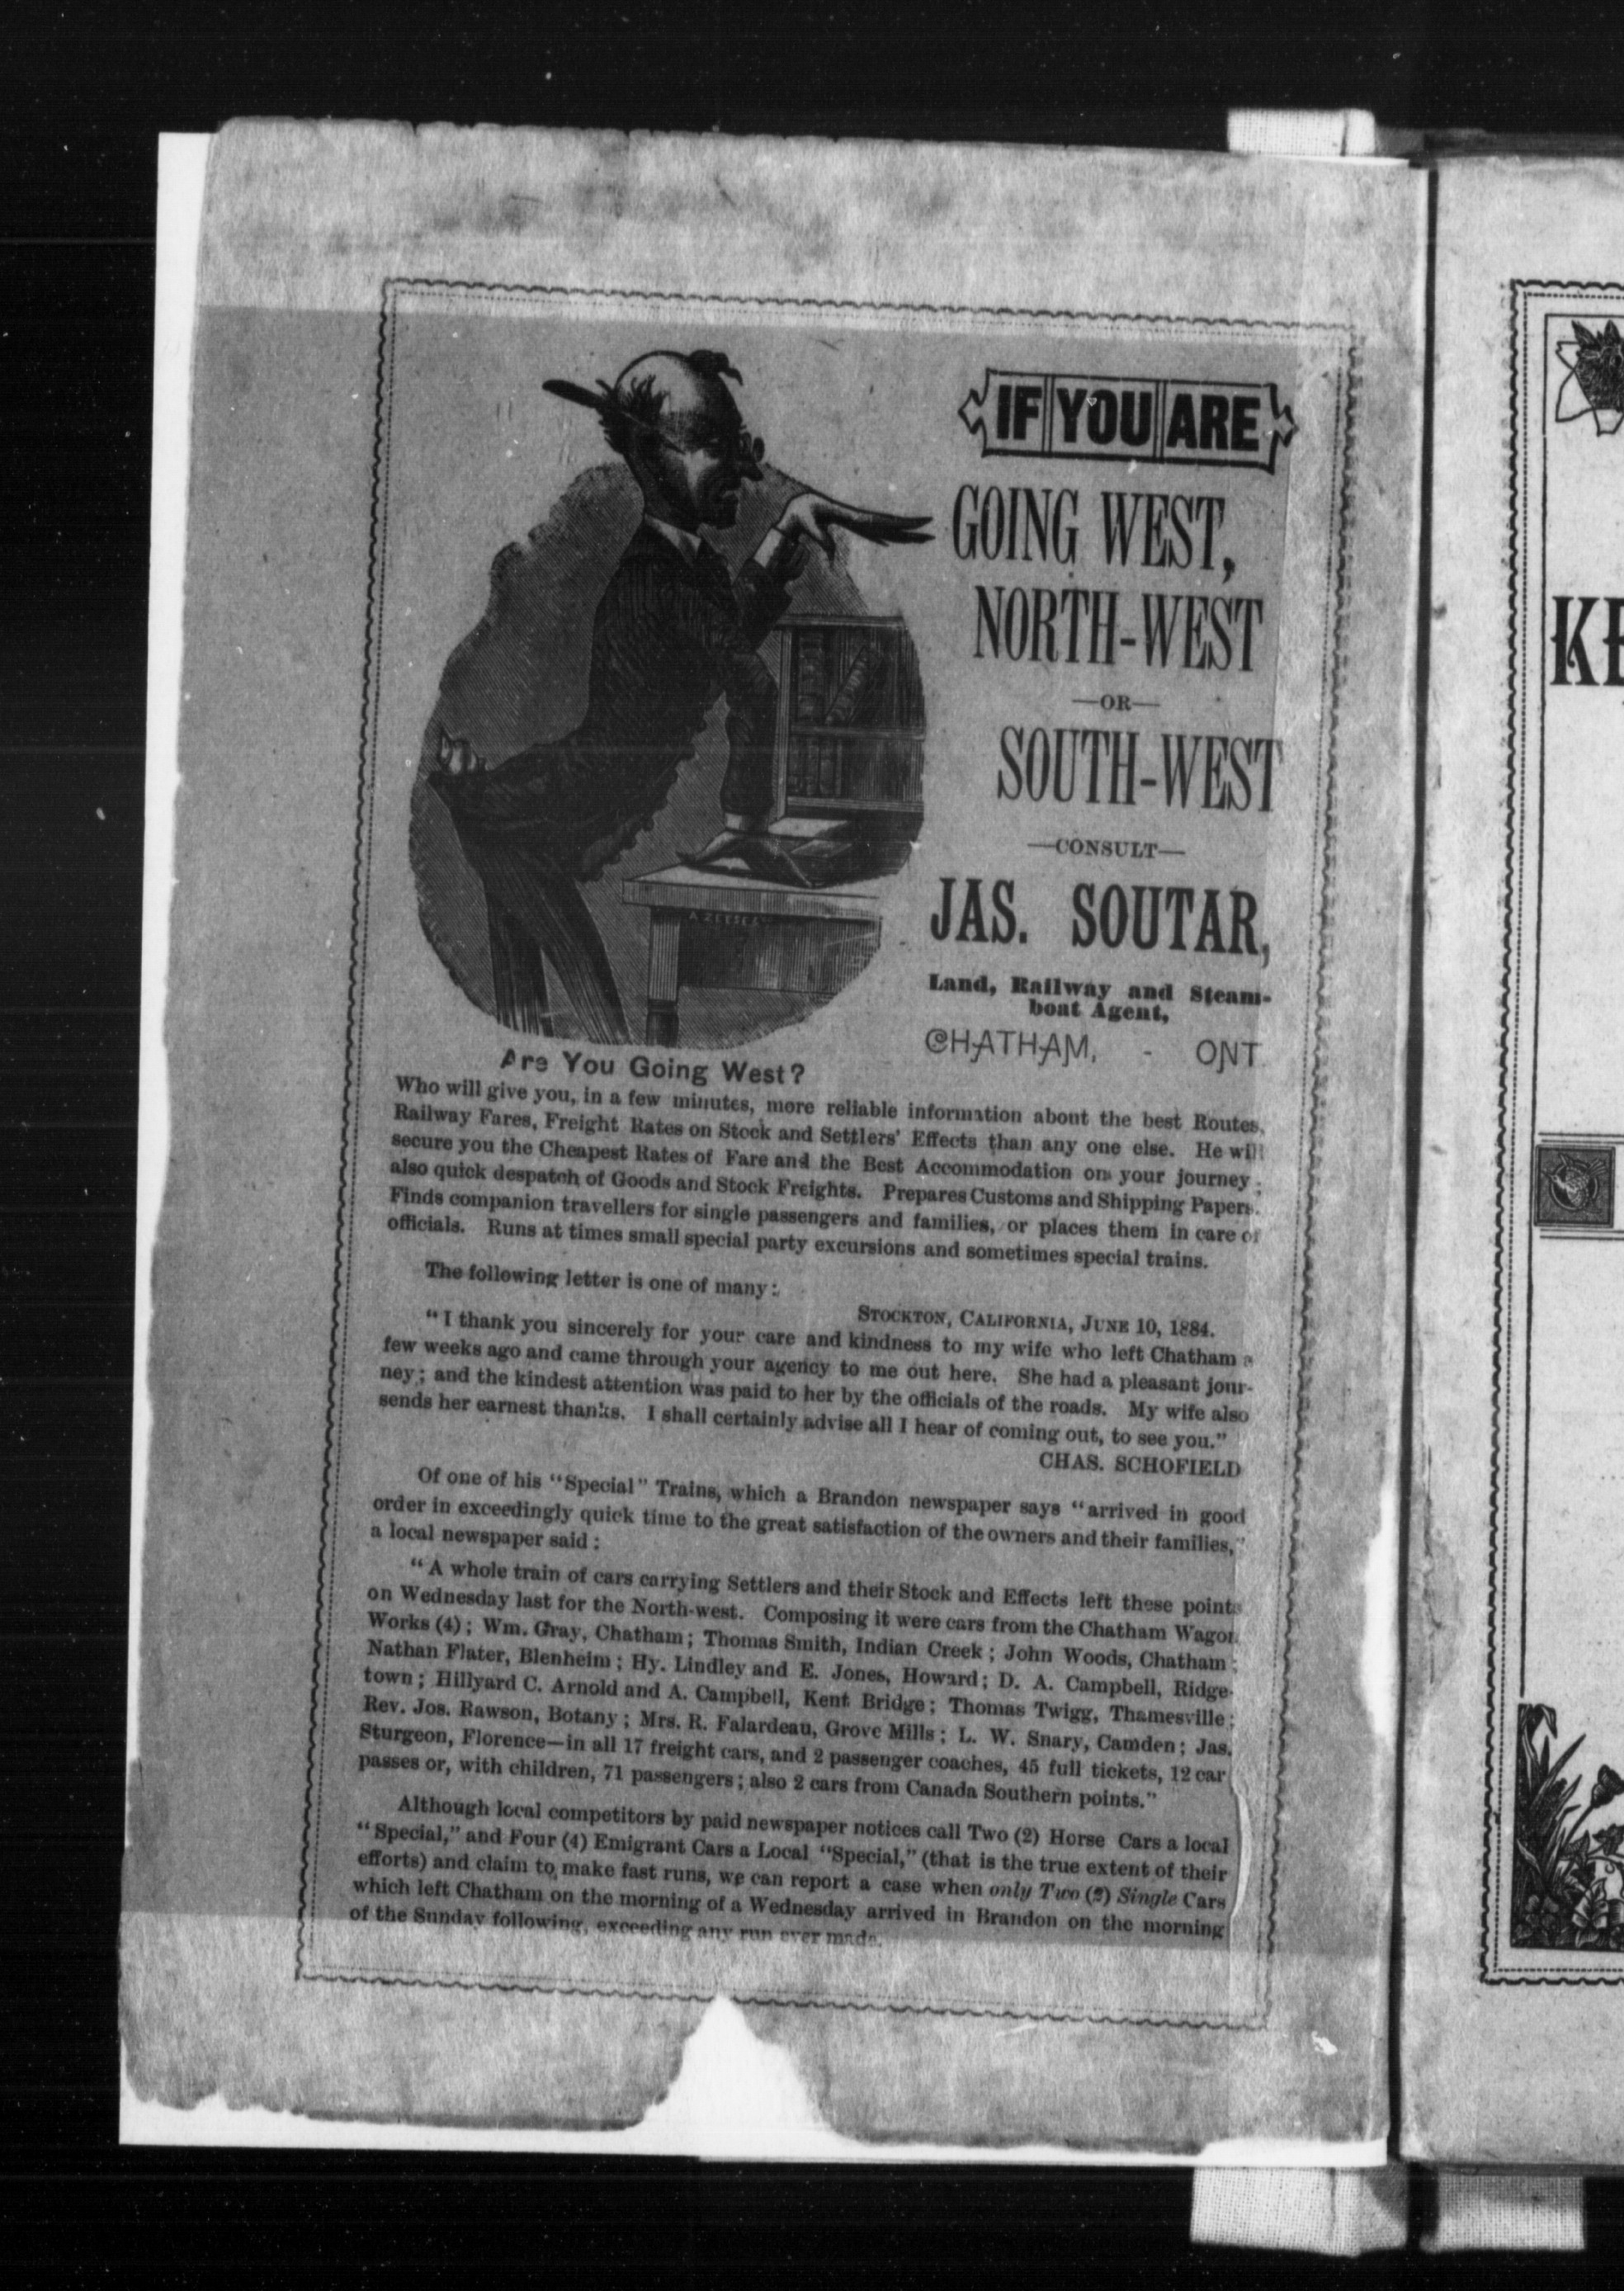 IF YOU ARE
GOING WEST,
NORTH-WEST
—OR—
SOUTH-WEST
—CONSULT—
JAS. SOUTAR,
Land, Railway and Steam-
boat Agent,
CHATHAM, - ONT
Are You Going West?
Who will give you, in a few minutes, more reliable information about the best Routes,
Railway Fares, Freight Rates on Stock and Settlers' Effects than any one else. He will
secure you the Cheapest Rates of Fare and the Best Accommodation on your journey;
also quick despatch of Goods and Stock Freights. Prepares Customs and Shipping Papers.
Finds companion travellers for single passengers and families, or places them in care of
officials. Runs at times small special party excursions and sometimes special trains.
The following letter is one of many:
STOCKTON, CALIFORNIA, JUNE 10, 1884.
"I thank you sincerely for your care and kindness to my wife who left Chatham a
few weeks ago and came through your agency to me out here. She had a pleasant jour-
ney; and the kindest attention was paid to her by the officials of the roads. My wife also
sends her earnest thanks. I shall certainly advise all I hear of coming out, to see you."
CHAS. SCHOFIELD
Of one of his "Special" Trains, which a Brandon newspaper says "arrived in good
order in exceedingly quick time to the great satisfaction of the owners and their families,"
a local newspaper said:
"A whole train of cars carrying Settlers and their Stock and Effects left these points
on Wednesday last for the North-west. Composing it were cars from the Chatham Wagon
Works (4); Wm. Gray, Chatham; Thomas Smith, Indian Creek; John Woods, Chatham;
Nathan Flater, Blenheim; Hy. Lindley and E. Jones, Howard; D. A. Campbell, Ridge-
town; Hillyard C. Arnold and A. Campbell, Kent Bridge; Thomas Twigg, Thamesville;
Rev. Jos. Rawson, Botany; Mrs. R. Falardeau, Grove Mills; L. W. Snary, Camden; Jas.
Sturgeon, Florence—in all 17 freight cars, and 2 passenger coaches, 45 full tickets, 12 car
passes or, with children, 71 passengers; also 2 cars from Canada Southern points."
Although local competitors by paid newspaper notices call Two (2) Horse Cars a local
"Special," and Four (4) Emigrant Cars a Local "Special," (that is the true extent of their
efforts) and claim to make fast runs, we can report a case when only Two (2) Single Cars
which left Chatham on the morning of a Wednesday arrived in Brandon on the morning
of the Sunday following, exceeding any run ever made.